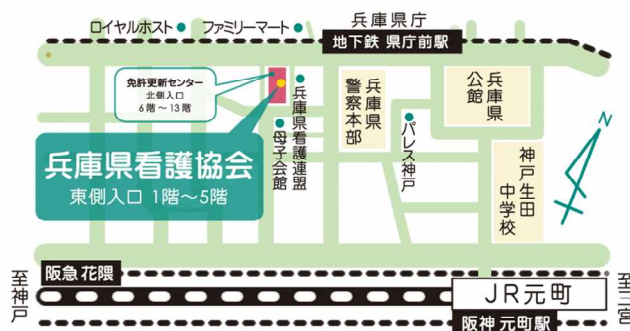 ロイヤルホスト
ファミリーマート
兵庫県庁
地下鉄 県庁前駅
免許更新センター
北側入口
6階～13階
兵庫県看護連盟
母子会館
兵庫県
警察本部
パレス神戸
兵庫県
公館
N
兵庫県看護協会
東側入口 1階～5階
神戸生田
中学校
阪急 花隈
至神戸
JR元町
至三宮
阪神 元町駅